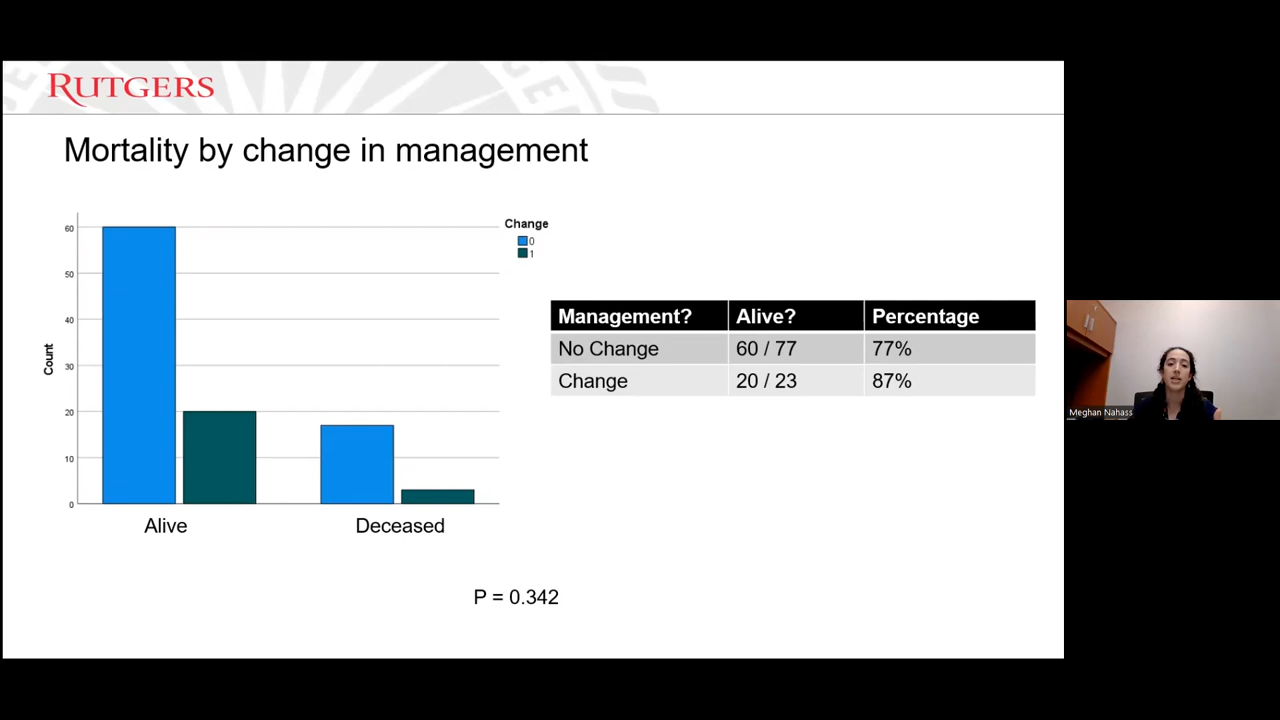 RUTGERS
Mortality by change in management
Change
0
1
60
50
40
30
20
10
0
Count
Alive
Deceased
Management? Alive? Percentage
No Change 60 / 77 77%
Change 20 / 23 87%
P = 0.342
Meghan Nahass